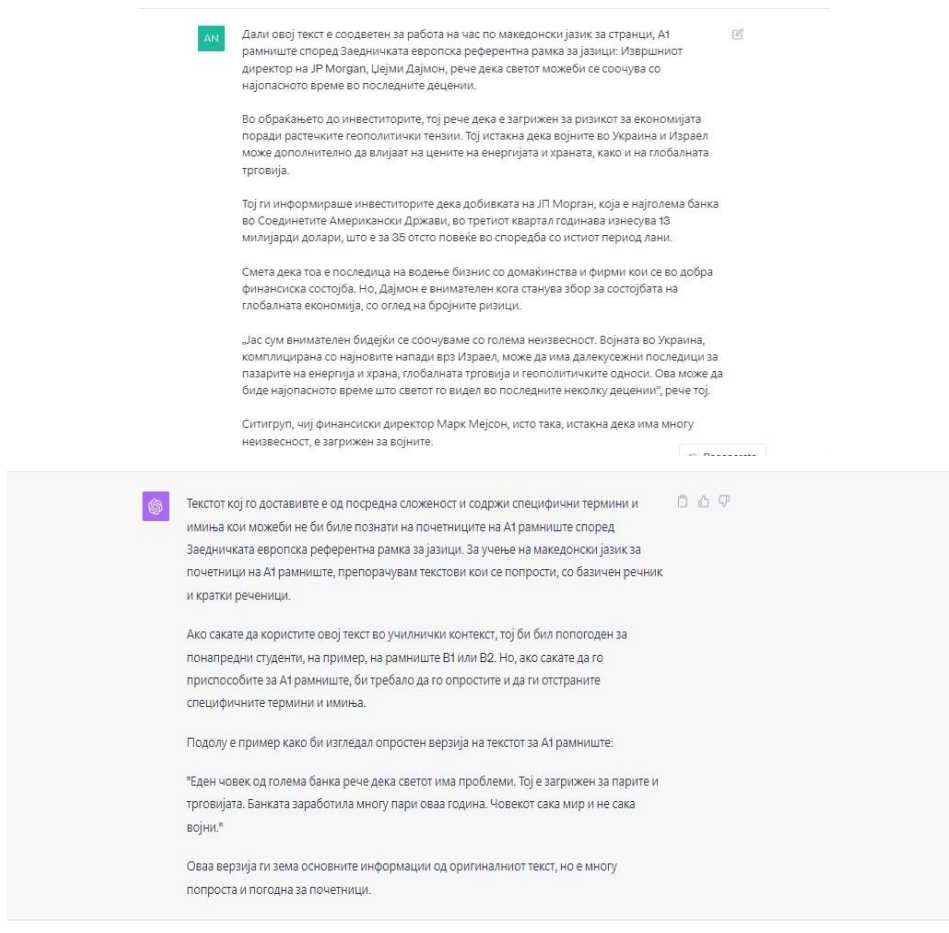 AN
Дали овој текст е соодветен за работа на час по македонски јазик за странци, А1
рамниште според Заедничката европска референтна рамка за јазици: Извршниот
директор на JP Morgan, Џејми Дајмон, рече дека светот можеби се соочува со
најопасното време во последните децении.
Во обраќањето до инвеститорите, тој рече дека е загрижен за ризикот за економијата
поради растечките геополитички тензии. Тој истакна дека војните во Украина и Израел
може дополнително да влијаат на цените на енергијата и храната, како и на глобалната
трговија.
Тој ги информираше инвеститорите дека добивката на ЈП Морган, која е најголема банка
во Соединетите Американски Држави, во третиот квартал годинава изнесува 13
милијарди долари, што е за 35 отсто повеќе во споредба со истиот период лани.
Смета дека тоа е последица на водење бизнис со домаќинства и фирми кои се во добра
финансиска состојба. Но, Дајмон е внимателен кога станува збор за состојбата на
глобалната економија, со оглед на бројните ризици.
„Јас сум внимателен бидејќи се соочуваме со голема неизвесност. Војната во Украина,
комплицирана со најновите напади врз Израел, може да има далекусежни последици за
пазарите на енергија и храна, глобалната трговија и геополитичките односи. Ова може да
биде најопасното време што светот го видел во последните неколку децении“, рече тој.
Ситигруп, чиј финансиски директор Марк Мејсон, исто така, истакна дека има многу
неизвесност, е загрижен за војните.
Текстот кој го доставивте е од посредна сложеност и содржи специфични термини и
имиња кои можеби не би биле познати на почетниците на А1 рамниште според
Заедничката европска референтна рамка за јазици. За учење на македонски јазик за
почетници на А1 рамниште, препорачувам текстови кои се попрости, со базичен речник
и кратки реченици.
Ако сакате да користите овој текст во училнички контекст, тој би бил попогоден за
понапредни студенти, на пример, на рамниште B1 или B2. Но, ако сакате да го
приспособите за А1 рамниште, би требало да го опростите и да ги отстраните
специфичните термини и имиња.
Подолу е пример како би изгледал опростен верзија на текстот за А1 рамниште:
"Еден човек од голема банка рече дека светот има проблеми. Тој е загрижен за парите и
трговијата. Банката заработила многу пари оваа година. Човекот сака мир и не сака
војни."
Оваа верзија ги зема основните информации од оригиналниот текст, но е многу
попроста и погодна за почетници.